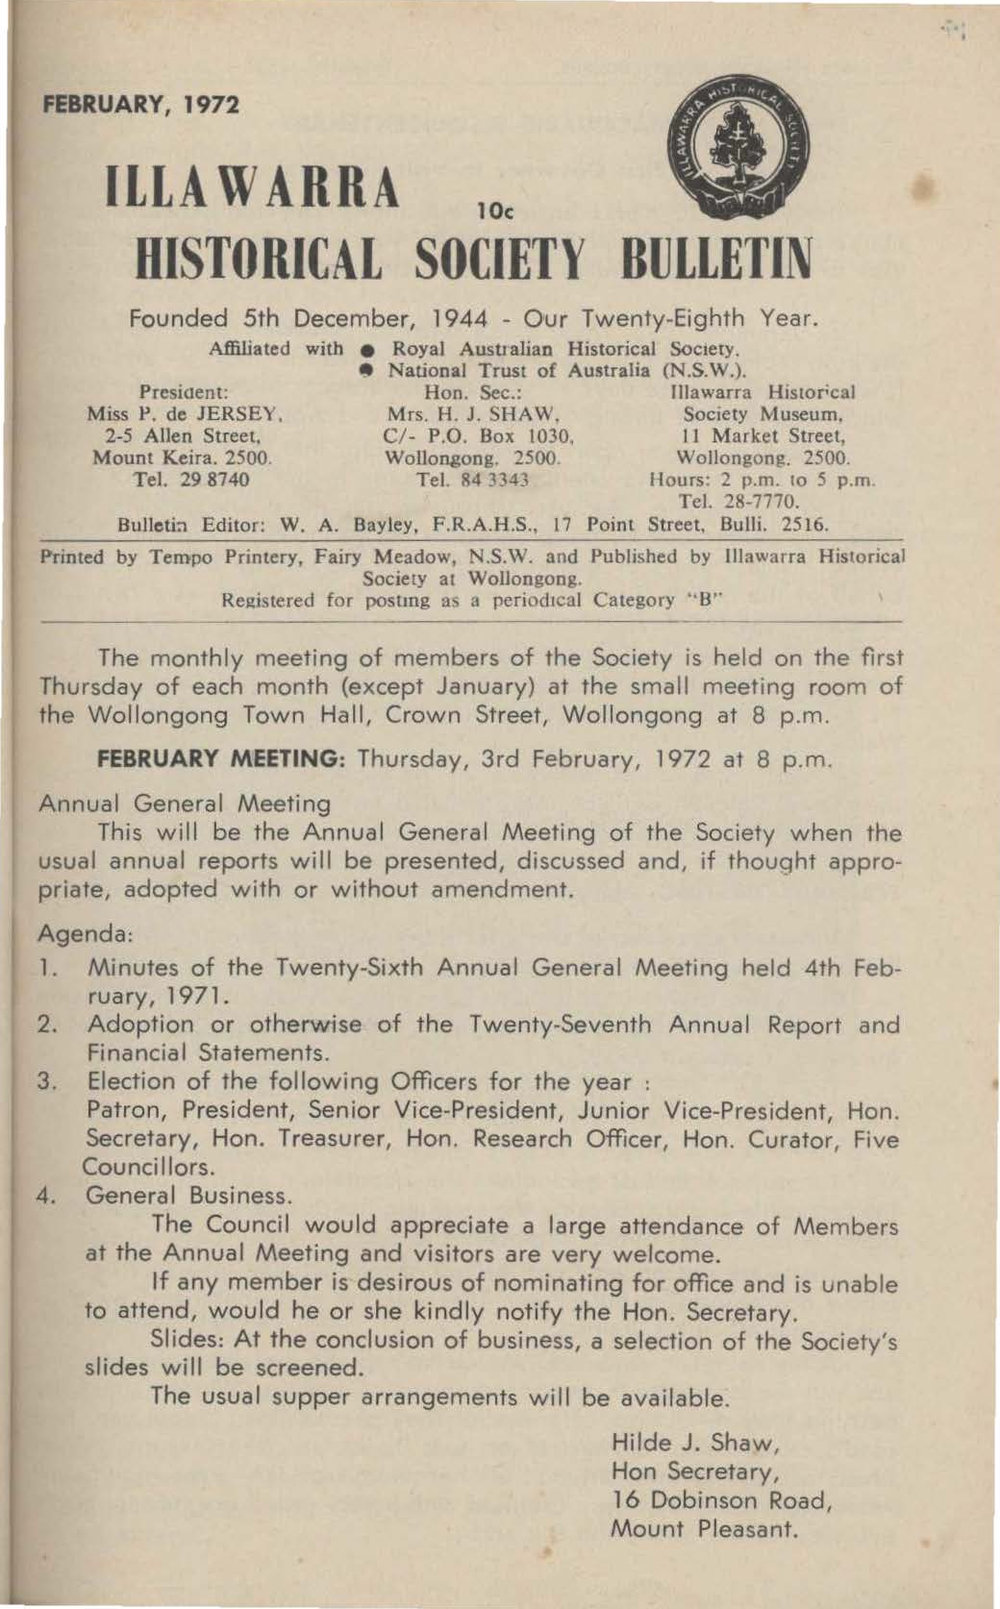 FEBRUARY, 1972
ILLAWARRA HISTORICAL SOCIETY
ILLAWARRA
10c
HISTORICAL SOCIETY BULLETIN
Founded 5th December, 1944 - Our Twenty-Eighth Year.
Affiliated with • Royal Australian Historical Society.
• National Trust of Australia (N.S.W.).
President:
Miss P. de JERSEY,
2-5 Allen Street,
Mount Keira. 2500.
Tel. 29 8740
Hon. Sec.:
Mrs. H. J. SHAW,
C/- P.O. Box 1030,
Wollongong. 2500.
Tel. 84 3343
Illawarra Historical
Society Museum,
11 Market Street,
Wollongong. 2500.
Hours: 2 p.m. to 5 p.m.
Tel. 28-7770.
Bulletin Editor: W. A. Bayley, F.R.A.H.S., 17 Point Street, Bulli. 2516.
Printed by Tempo Printery, Fairy Meadow, N.S.W. and Published by Illawarra Historical
Society at Wollongong.
Registered for posting as a periodical Category "B"
The monthly meeting of members of the Society is held on the first
Thursday of each month (except January) at the small meeting room of
the Wollongong Town Hall, Crown Street, Wollongong at 8 p.m.
FEBRUARY MEETING: Thursday, 3rd February, 1972 at 8 p.m.
Annual General Meeting
This will be the Annual General Meeting of the Society when the
usual annual reports will be presented, discussed and, if thought appro-
priate, adopted with or without amendment.
Agenda:
1. Minutes of the Twenty-Sixth Annual General Meeting held 4th Feb-
ruary, 1971.
2. Adoption or otherwise of the Twenty-Seventh Annual Report and
Financial Statements.
3. Election of the following Officers for the year :
Patron, President, Senior Vice-President, Junior Vice-President, Hon.
Secretary, Hon. Treasurer, Hon. Research Officer, Hon. Curator, Five
Councillors.
4. General Business.
The Council would appreciate a large attendance of Members
at the Annual Meeting and visitors are very welcome.
If any member is desirous of nominating for office and is unable
to attend, would he or she kindly notify the Hon. Secretary.
Slides: At the conclusion of business, a selection of the Society's
slides will be screened.
The usual supper arrangements will be available.
Hilde J. Shaw,
Hon Secretary,
16 Dobinson Road,
Mount Pleasant.